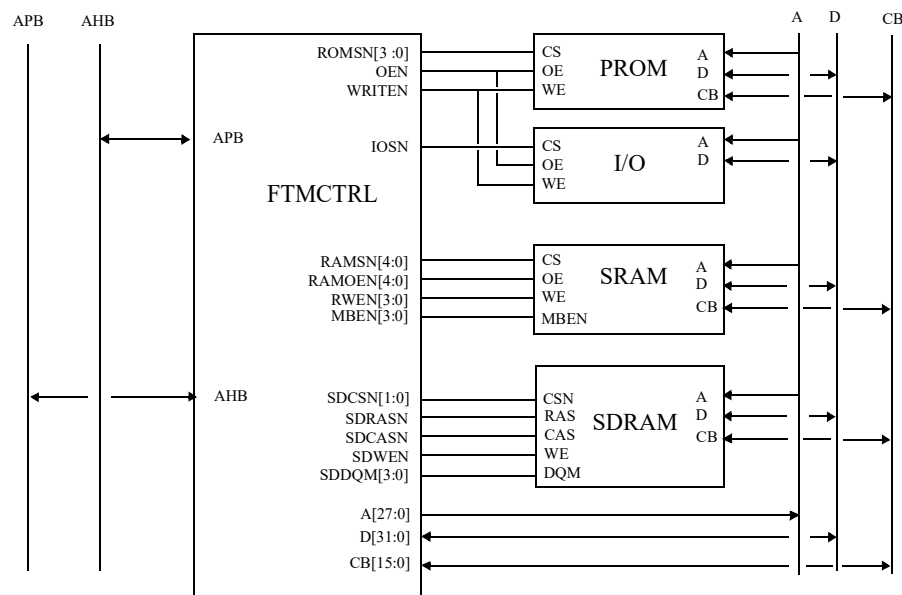 APB AHB A D CB
ROMSN[3 :0] CS PROM A
OEN OE D
WRITEN WE CB
APB IOSN CS I/O A
OE D
WE
FTMCTRL
RAMSN[4:0] CS SRAM A
RAMOEN[4:0] OE D
RWEN[3:0] WE CB
MBEN[3:0] MBEN
AHB SDCSN[1:0] CSN A
SDRASN RAS SDRAM D
SDCASN CAS CB
SDWEN WE
SDDQM[3:0] DQM
A[27:0]
D[31:0]
CB[15:0]